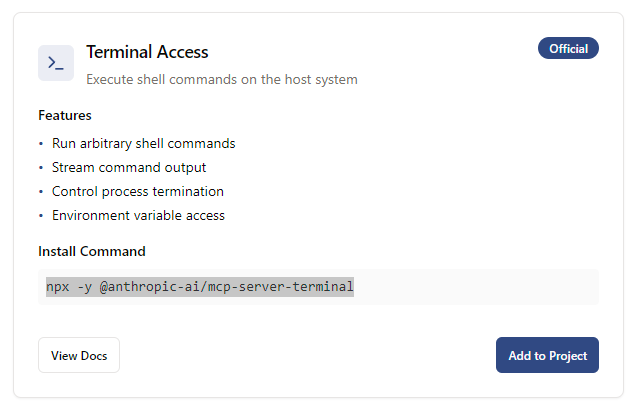 Terminal Access
Official
Execute shell commands on the host system
Features
• Run arbitrary shell commands
• Stream command output
• Control process termination
• Environment variable access
Install Command
npx -y @anthropic-ai/mcp-server-terminal
View Docs
Add to Project